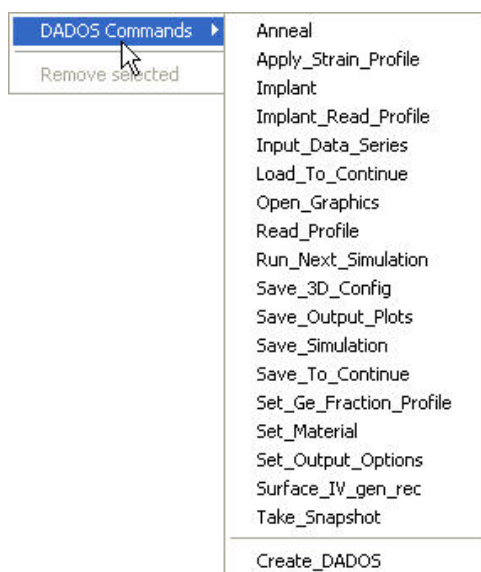 DADOS Commands
Remove selected
Anneal
Apply_Strain_Profile
Implant
Implant_Read_Profile
Input_Data_Series
Load_To_Continue
Open_Graphics
Read_Profile
Run_Next_Simulation
Save_3D_Config
Save_Output_Plots
Save_Simulation
Save_To_Continue
Set_Ge_Fraction_Profile
Set_Material
Set_Output_Options
Surface_IV_gen_rec
Take_Snapshot
Create_DADOS